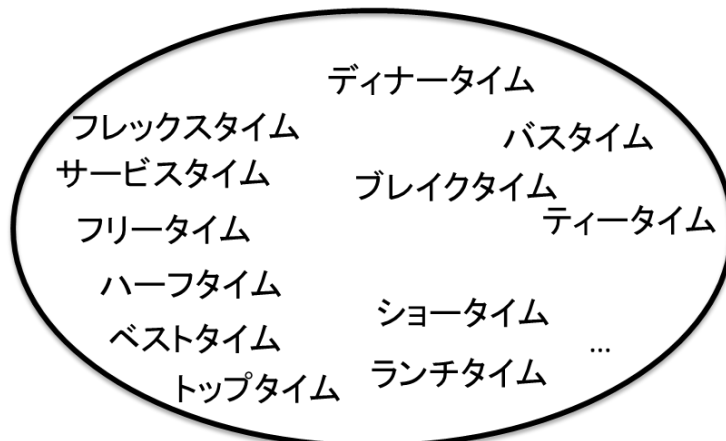 ディナータイム
フレックスタイム
バスタイム
サービスタイム
ブレイクタイム
ティータイム
フリータイム
ハーフタイム
ショータイム
ベストタイム
...
ランチタイム
トップタイム